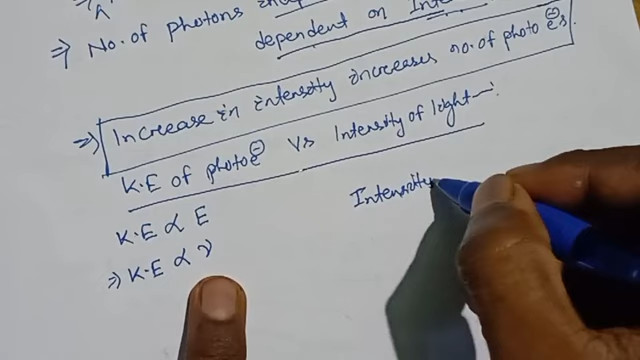 A
⇒ No. of photons
dependent on
⇒ Increase in intensity increases no. of photo e⊖s.
K.E of photo e⊖ Vs Intensity of light
K.E ∝ E
⇒ K.E ∝ ν
Intensity